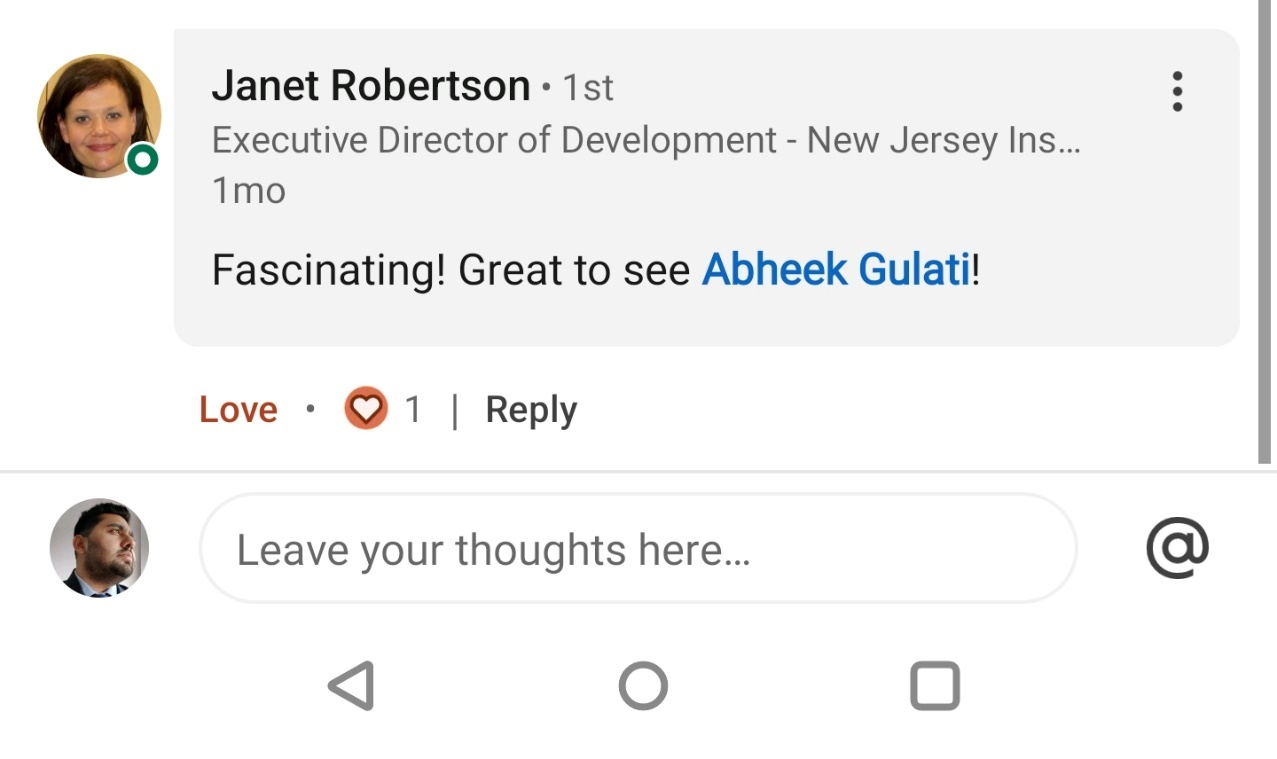 Janet Robertson • 1st
Executive Director of Development - New Jersey Ins...
1mo
Fascinating! Great to see Abheek Gulati!
Love • 1 | Reply
Leave your thoughts here...
@